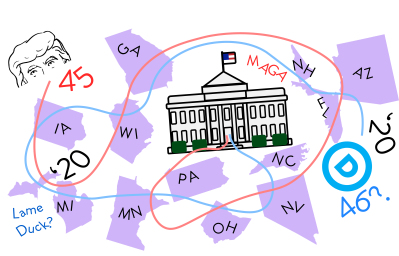 GA
45
MAGA
NH
AZ
FL
IA
WI
'20
'20
NC
D
PA
MI
MN
NV
OH
46?.
Lame
Duck?